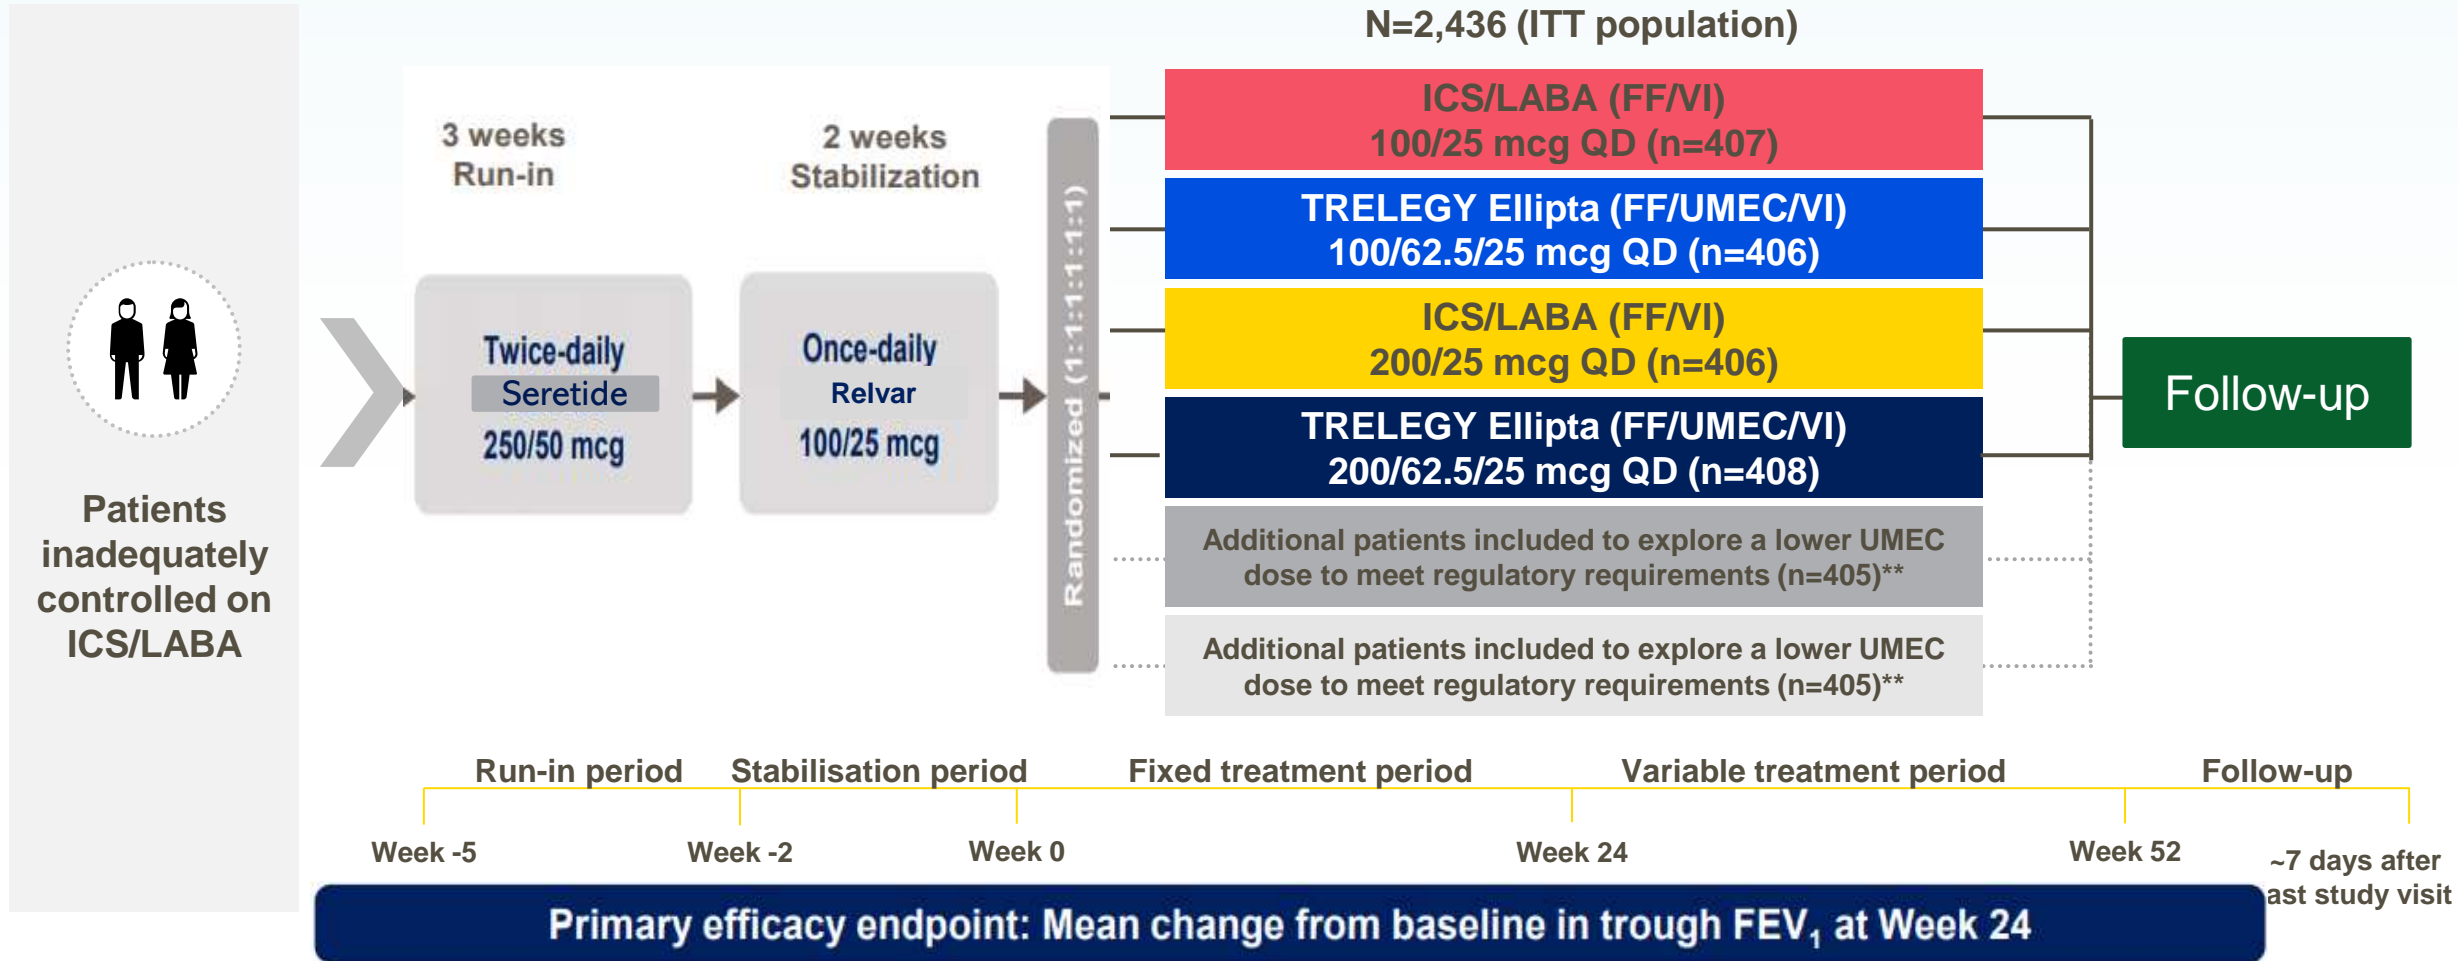 N=2,436 (ITT population)
Patients
inadequately
controlled on
ICS/LABA
3 weeks
Run-in
2 weeks
Stabilization
Twice-daily
Seretide
250/50 mcg
Once-daily
Relvar
100/25 mcg
Randomized (1:1:1:1:1:1)
ICS/LABA (FF/VI)
100/25 mcg QD (n=407)
TRELEGY Ellipta (FF/UMEC/VI)
100/62.5/25 mcg QD (n=406)
ICS/LABA (FF/VI)
200/25 mcg QD (n=406)
TRELEGY Ellipta (FF/UMEC/VI)
200/62.5/25 mcg QD (n=408)
Additional patients included to explore a lower UMEC
dose to meet regulatory requirements (n=405)**
Additional patients included to explore a lower UMEC
dose to meet regulatory requirements (n=405)**
Follow-up
Run-in period Stabilisation period Fixed treatment period Variable treatment period Follow-up
Week -5 Week -2 Week 0 Week 24 Week 52 ~7 days after
ast study visit
Primary efficacy endpoint: Mean change from baseline in trough FEV₁ at Week 24